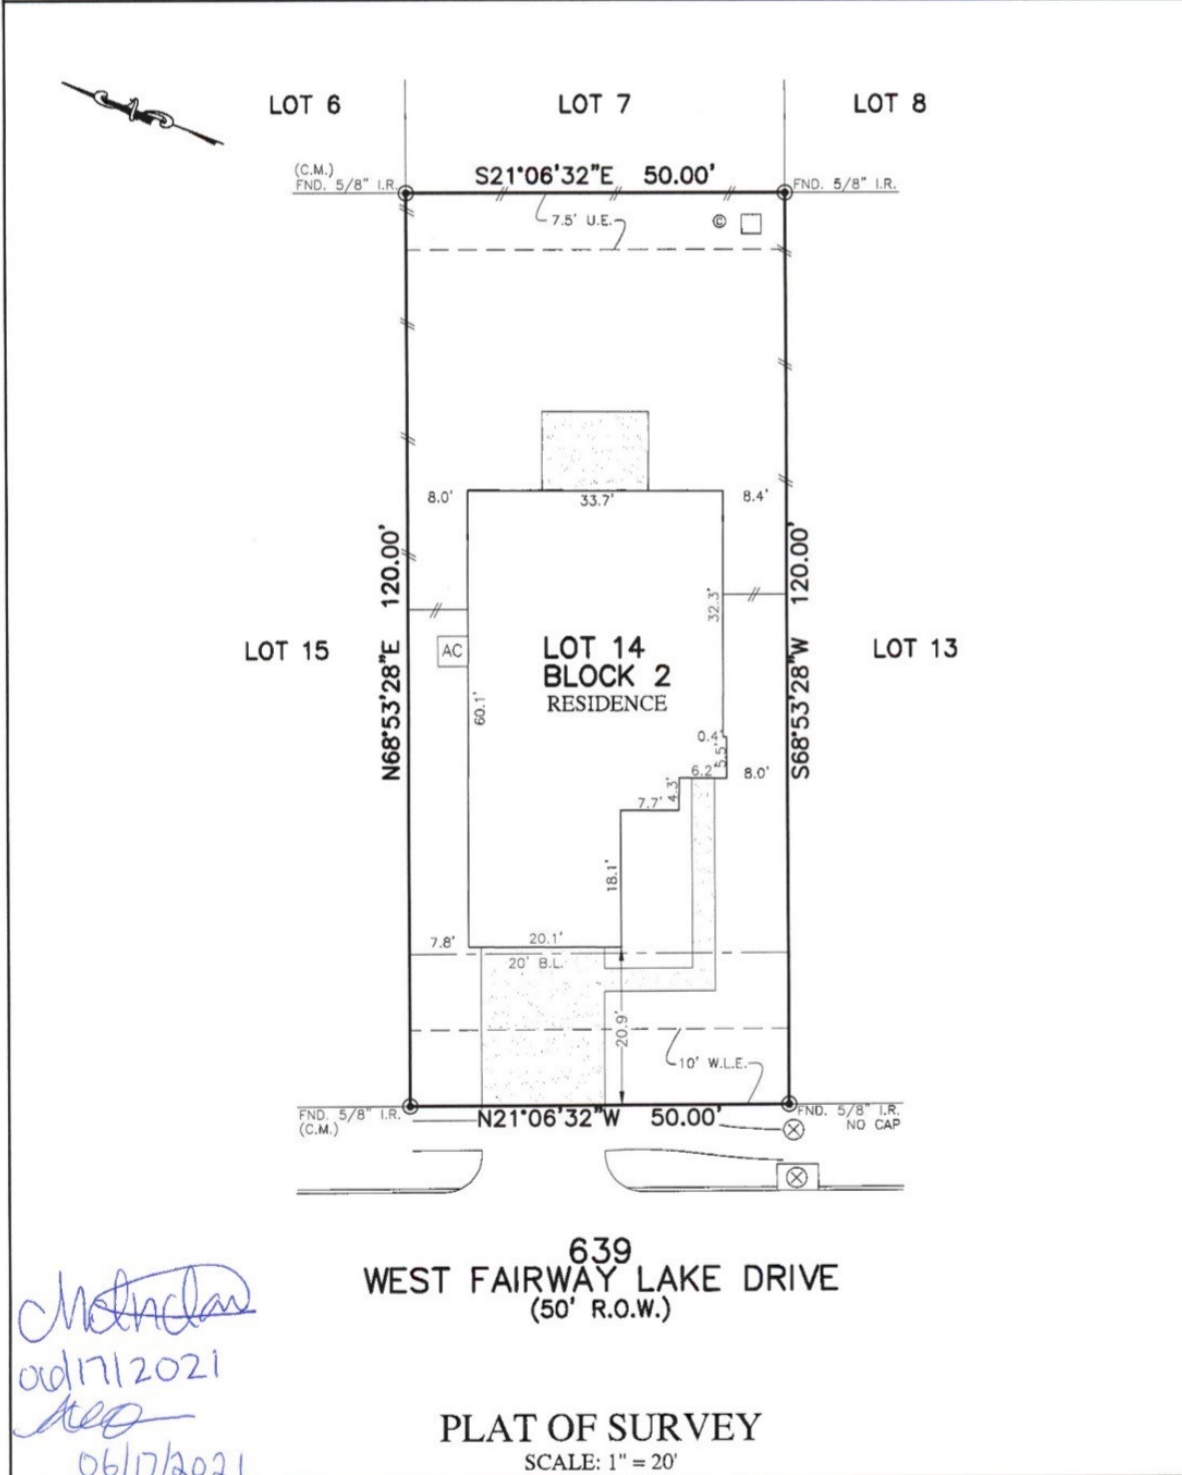 LOT 6
LOT 7
LOT 8
(C.M.)
FND. 5/8" I.R.
S21°06'32"E 50.00'
FND. 5/8" I.R.
7.5' U.E.
©
8.0'
33.7'
8.4'
N68°53'28"E 120.00'
S68°53'28"W 120.00'
32.3'
LOT 15
AC
LOT 14
BLOCK 2
RESIDENCE
LOT 13
60.1'
0.4'
5.5'
6.2'
8.0'
4.3'
7.7'
18.1'
7.8'
20.1'
20' B.L.
20.9'
10' W.L.E.
FND. 5/8" I.R.
(C.M.)
N21°06'32"W 50.00'
FND. 5/8" I.R.
NO CAP
639
WEST FAIRWAY LAKE DRIVE
(50' R.O.W.)
06/17/2021
06/17/2021
PLAT OF SURVEY
SCALE: 1" = 20'